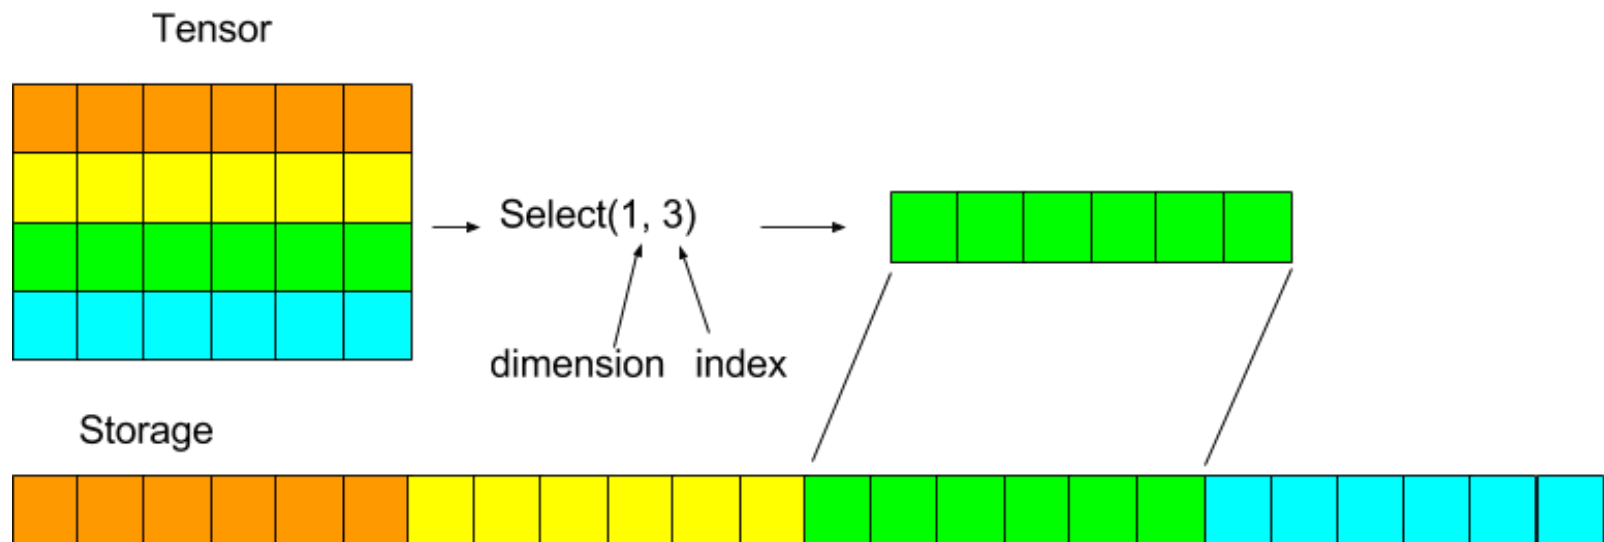 Tensor
Select(1, 3)
dimension index
Storage